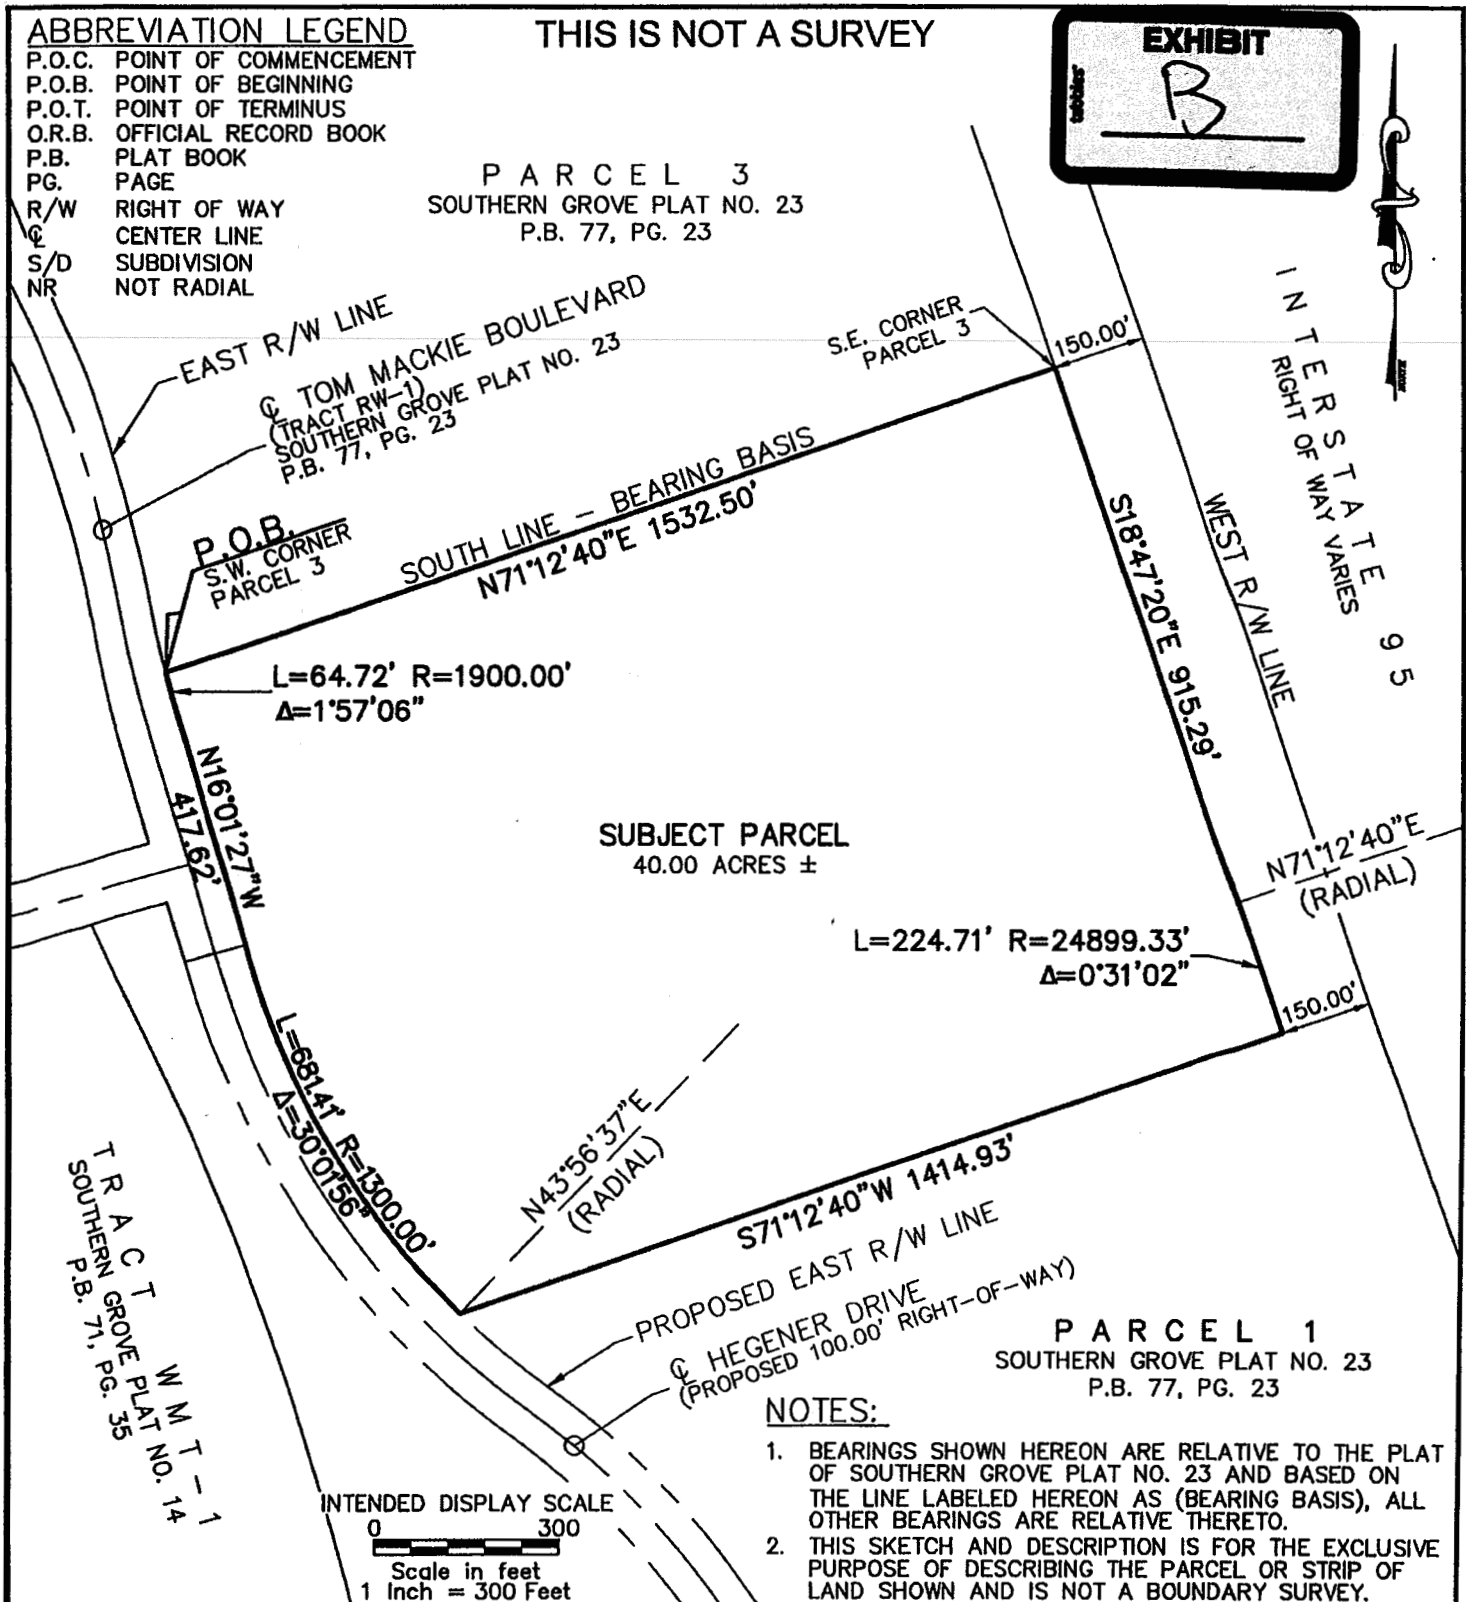 ABBREVIATION LEGEND
P.O.C. POINT OF COMMENCEMENT
P.O.B. POINT OF BEGINNING
P.O.T. POINT OF TERMINUS
O.R.B. OFFICIAL RECORD BOOK
P.B. PLAT BOOK
PG. PAGE
R/W RIGHT OF WAY
℄ CENTER LINE
S/D SUBDIVISION
NR NOT RADIAL
THIS IS NOT A SURVEY
EXHIBIT
B
tabbies'
PARCEL 3
SOUTHERN GROVE PLAT NO. 23
P.B. 77, PG. 23
EAST R/W LINE
℄ TOM MACKIE BOULEVARD
(TRACT RW-1)
SOUTHERN GROVE PLAT NO. 23
P.B. 77, PG. 23
S.E. CORNER
PARCEL 3
150.00'
INTERSTATE 95
RIGHT OF WAY VARIES
WEST R/W LINE
P.O.B.
S.W. CORNER
PARCEL 3
SOUTH LINE - BEARING BASIS
N71°12'40"E 1532.50'
S18°47'20"E 915.29'
L=64.72' R=1900.00'
Δ=1°57'06"
N16°01'27"W
417.62'
SUBJECT PARCEL
40.00 ACRES ±
N71°12'40"E
(RADIAL)
L=224.71' R=24899.33'
Δ=0°31'02"
150.00'
L=681.41' R=1300.00'
Δ=30°01'56"
N43°56'37"E
(RADIAL)
S71°12'40"W 1414.93'
PROPOSED EAST R/W LINE
℄ HEGENER DRIVE
(PROPOSED 100.00' RIGHT-OF-WAY)
TRACT WMT-1
SOUTHERN GROVE PLAT NO. 14
P.B. 71, PG. 35
PARCEL 1
SOUTHERN GROVE PLAT NO. 23
P.B. 77, PG. 23
NOTES:
1. BEARINGS SHOWN HEREON ARE RELATIVE TO THE PLAT
OF SOUTHERN GROVE PLAT NO. 23 AND BASED ON
THE LINE LABELED HEREON AS (BEARING BASIS), ALL
OTHER BEARINGS ARE RELATIVE THERETO.
2. THIS SKETCH AND DESCRIPTION IS FOR THE EXCLUSIVE
PURPOSE OF DESCRIBING THE PARCEL OR STRIP OF
LAND SHOWN AND IS NOT A BOUNDARY SURVEY.
INTENDED DISPLAY SCALE
0 300
Scale in feet
1 Inch = 300 Feet